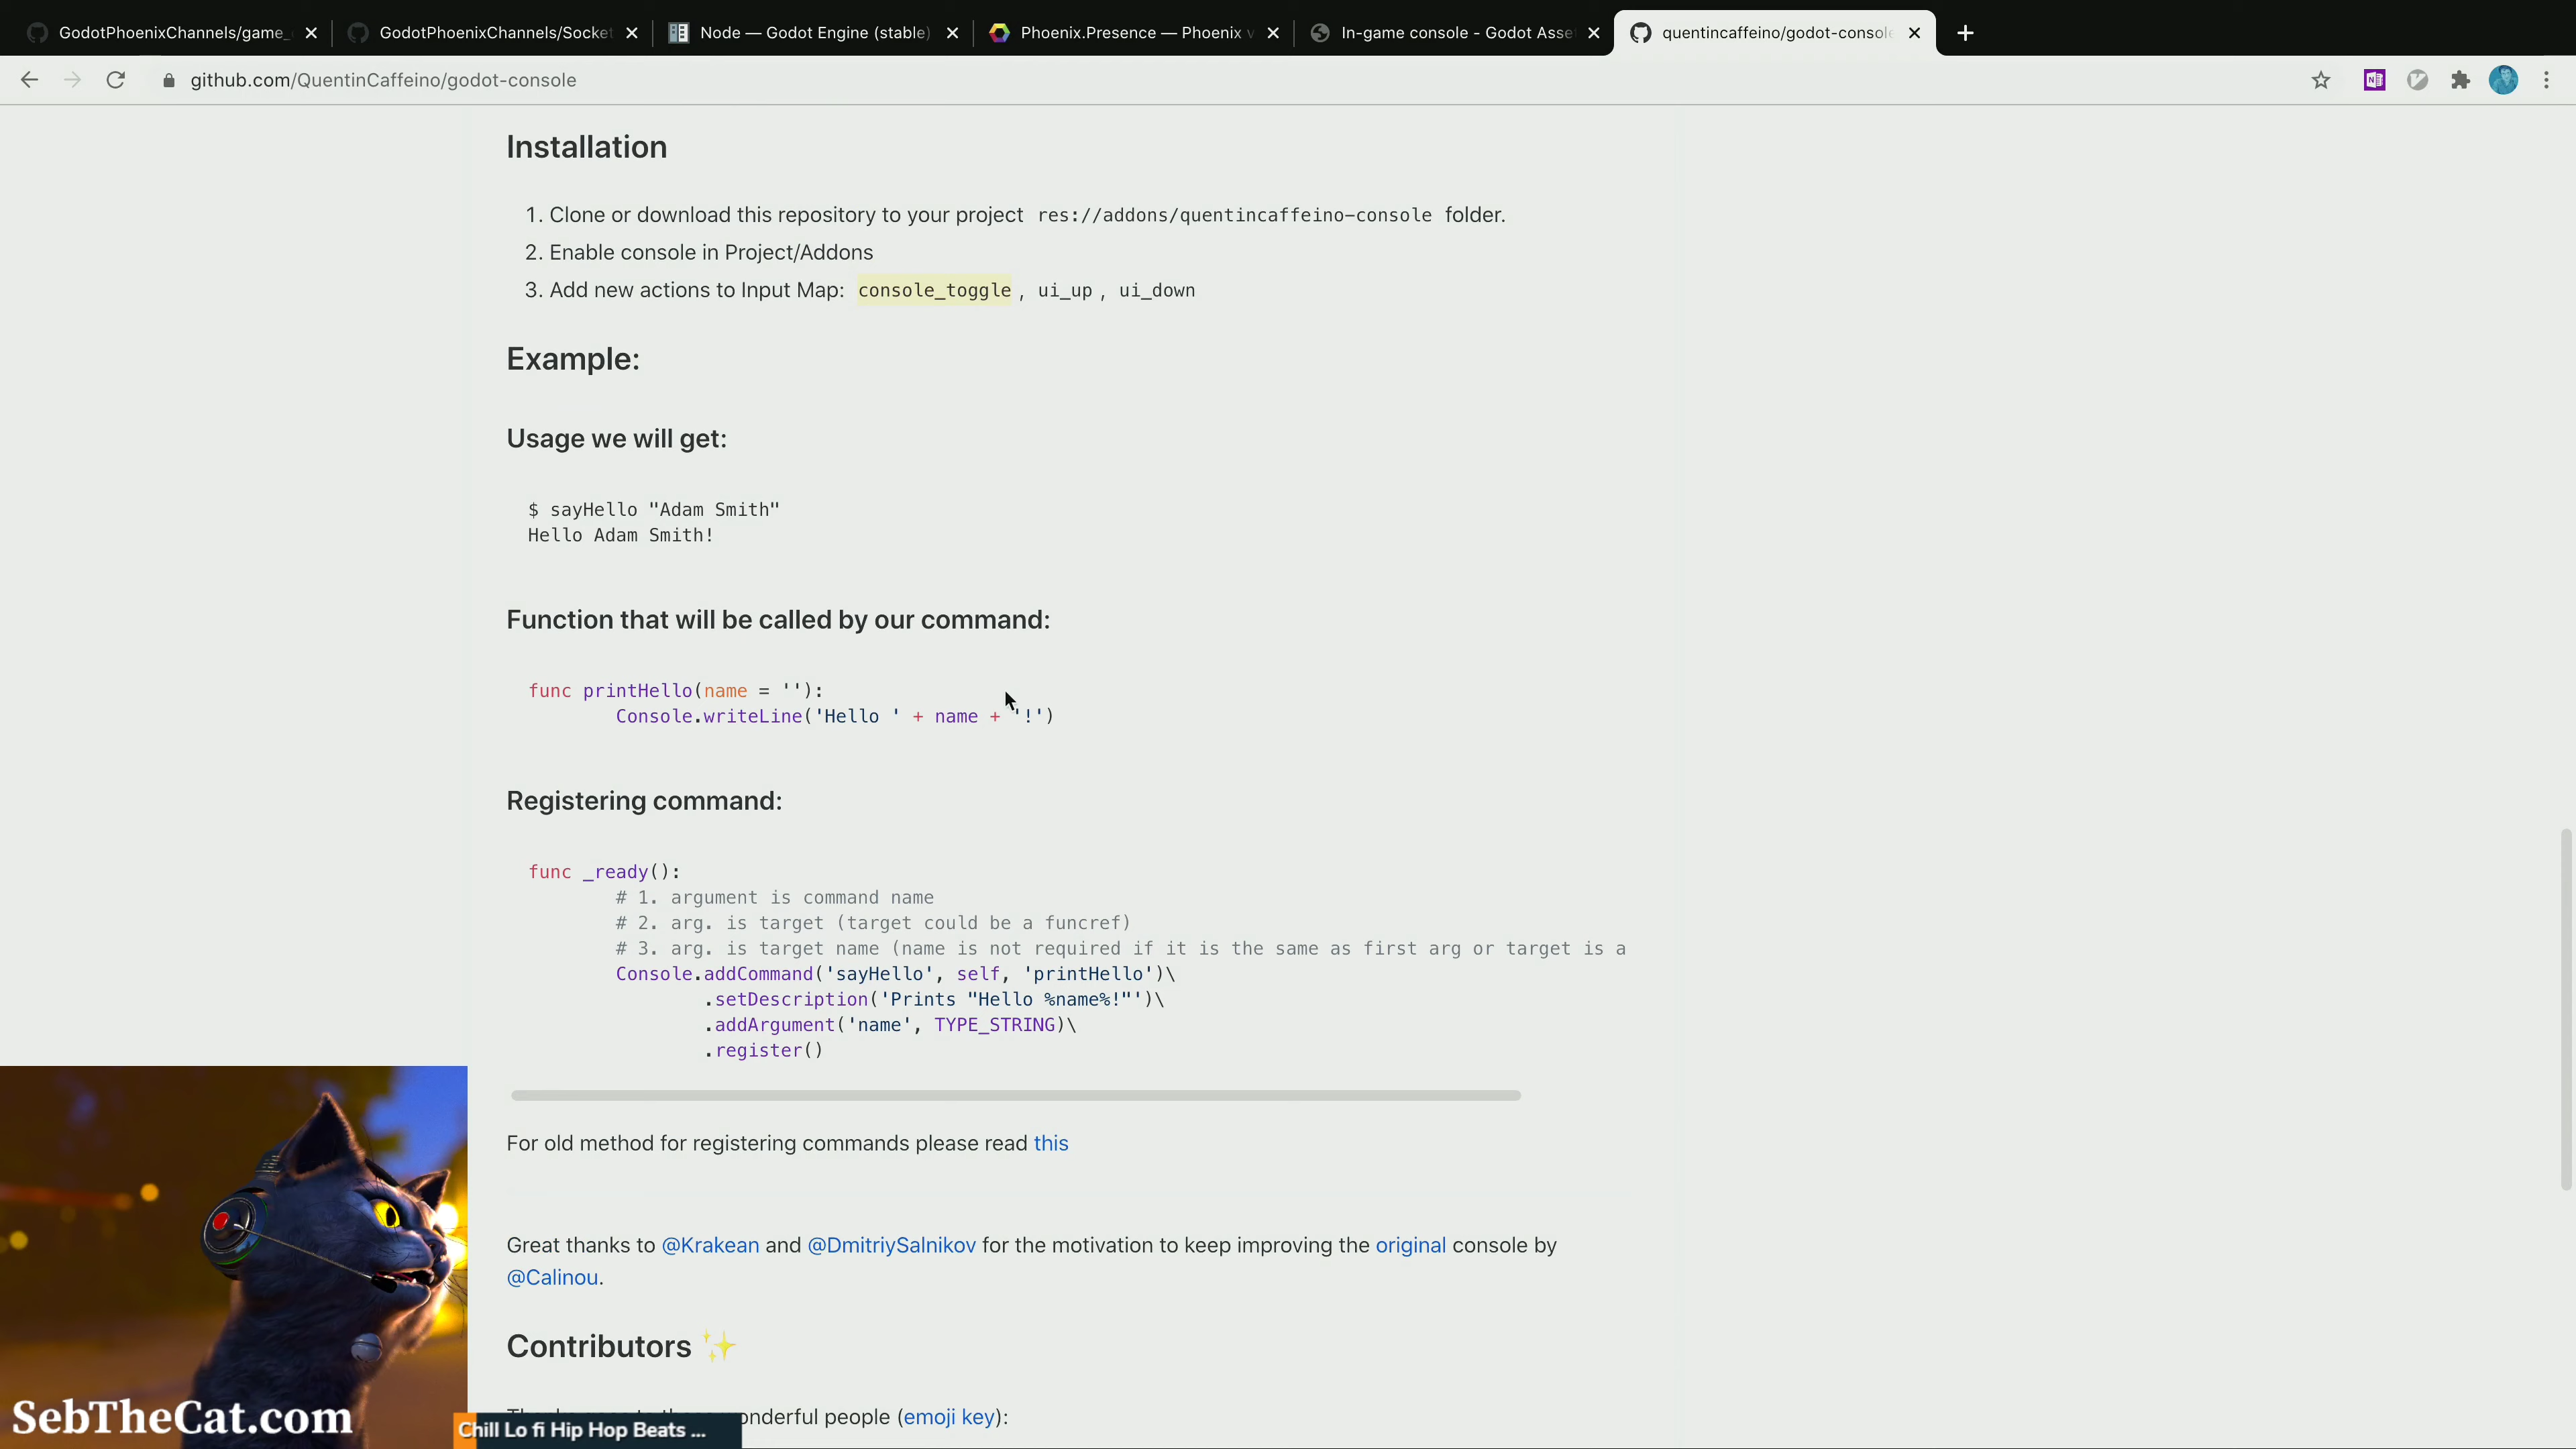 GodotPhoenixChannels/game_
GodotPhoenixChannels/Socket
Node — Godot Engine (stable)
Phoenix.Presence — Phoenix v
In-game console - Godot Asse
quentincaffeino/godot-console
github.com/QuentinCaffeino/godot-console
Installation
1. Clone or download this repository to your project res://addons/quentincaffeino-console folder.
2. Enable console in Project/Addons
3. Add new actions to Input Map: console_toggle , ui_up , ui_down
Example:
Usage we will get:
$ sayHello "Adam Smith"
Hello Adam Smith!
Function that will be called by our command:
func printHello(name = ''):
Console.writeLine('Hello ' + name + '!')
Registering command:
func _ready():
# 1. argument is command name
# 2. arg. is target (target could be a funcref)
# 3. arg. is target name (name is not required if it is the same as first arg or target is a
Console.addCommand('sayHello', self, 'printHello')\
.setDescription('Prints "Hello %name%!"')\
.addArgument('name', TYPE_STRING)\
.register()
For old method for registering commands please read this
Great thanks to @Krakean and @DmitriySalnikov for the motivation to keep improving the original console by
@Calinou.
Contributors ✨
wonderful people (emoji key):
SebTheCat.com
Chill Lo fi Hip Hop Beats ...